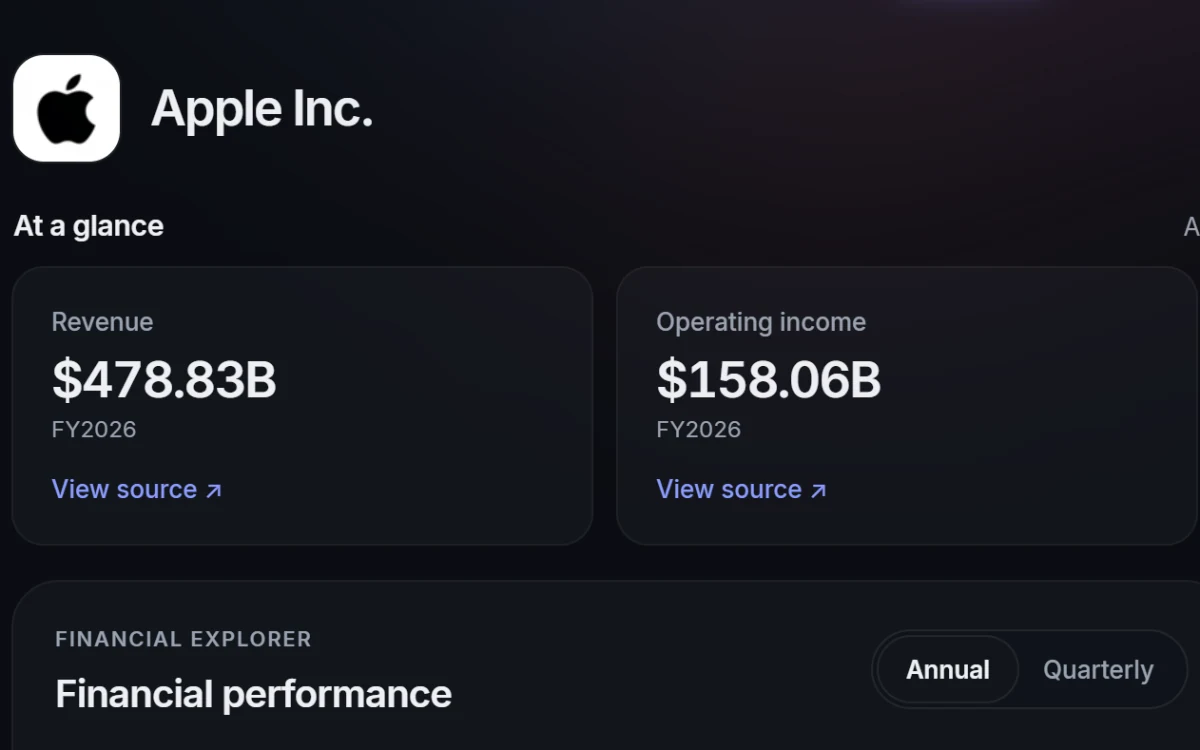 Apple Inc.
At a glance
A
Revenue
$478.83B
FY2026
View source ↗
Operating income
$158.06B
FY2026
View source ↗
FINANCIAL EXPLORER
Financial performance
Annual
Quarterly